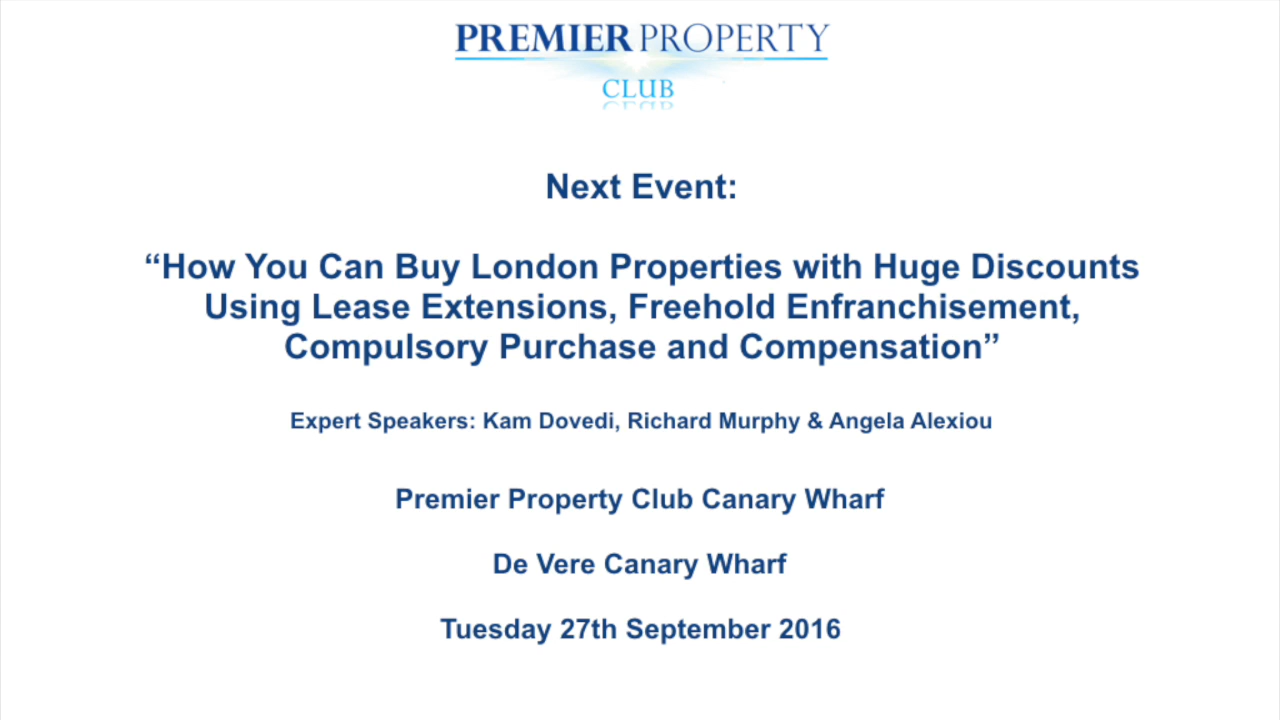 PREMIER PROPERTY
CLUB
Next Event:
“How You Can Buy London Properties with Huge Discounts
Using Lease Extensions, Freehold Enfranchisement,
Compulsory Purchase and Compensation”
Expert Speakers: Kam Dovedi, Richard Murphy & Angela Alexiou
Premier Property Club Canary Wharf
De Vere Canary Wharf
Tuesday 27th September 2016